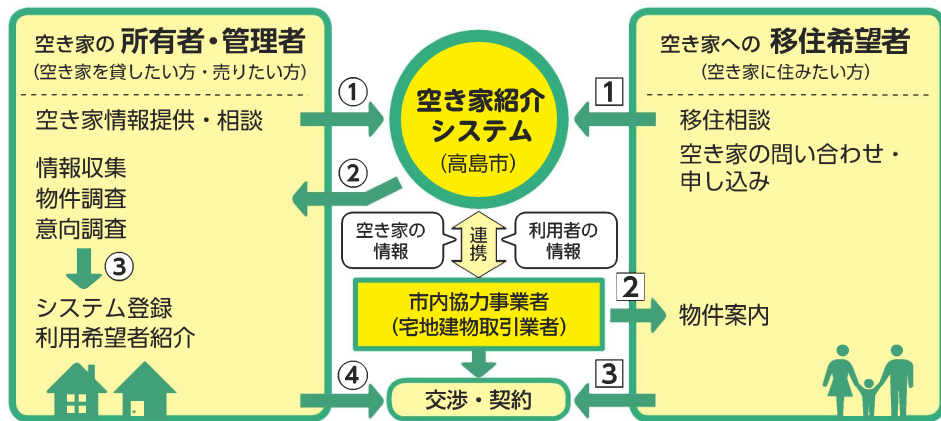 空き家の 所有者・管理者
(空き家を貸したい方・売りたい方)
空き家情報提供・相談
情報収集
物件調査
意向調査
③
システム登録
利用希望者紹介
①
②
④
空き家紹介
システム
(高島市)
空き家の
情報
連携
利用者の
情報
市内協力事業者
(宅地建物取引業者)
交渉・契約
1
2
3
空き家への 移住希望者
(空き家に住みたい方)
移住相談
空き家の問い合わせ・
申し込み
物件案内